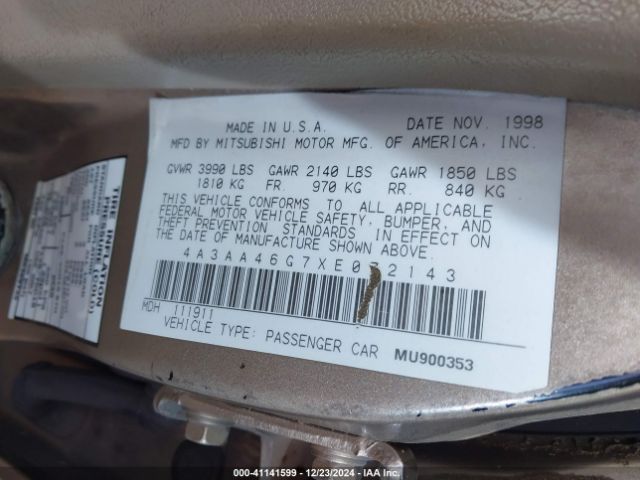 MADE IN U.S.A. DATE NOV. 1998
MFD BY MITSUBISHI MOTOR MFG. OF AMERICA, INC.
GVWR 3990 LBS GAWR 2140 LBS GAWR 1850 LBS
1810 KG FR. 970 KG RR. 840 KG
THIS VEHICLE CONFORMS TO ALL APPLICABLE
FEDERAL MOTOR VEHICLE SAFETY, BUMPER, AND
THEFT PREVENTION STANDARDS IN EFFECT ON
THE DATE OF MANUFACTURE SHOWN ABOVE.
4A3AA46G7XE072143
MDH 111911
VEHICLE TYPE: PASSENGER CAR MU900353
TIRE INFLATION
000-41141599 - 12/23/2024 - IAA Inc.